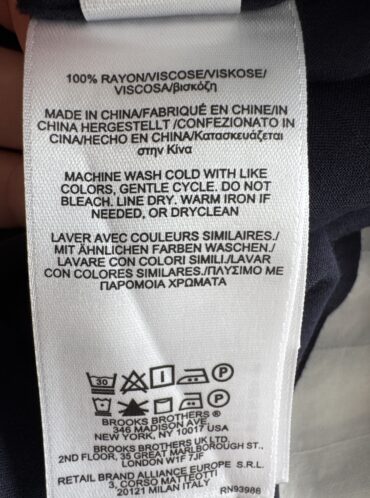 100% RAYON/VISCOSE/VISKOSE/
VISCOSA/βισκόζη
MADE IN CHINA/FABRIQUÉ EN CHINE/IN
CHINA HERGESTELLT /CONFEZIONATO IN
CINA/HECHO EN CHINA/Κατασκευάζεται
στην Κίνα
MACHINE WASH COLD WITH LIKE
COLORS, GENTLE CYCLE. DO NOT
BLEACH. LINE DRY. WARM IRON IF
NEEDED, OR DRYCLEAN
LAVER AVEC COULEURS SIMILAIRES./
MIT ÄHNLICHEN FARBEN WASCHEN./
LAVARE CON COLORI SIMILI./LAVAR
CON COLORES SIMILARES./ΠΛΥΣΙΜΟ ΜΕ
ΠΑΡΟΜΟΙΑ ΧΡΩΜΑΤΑ
30 P
P
BROOKS BROTHERS ®
346 MADISON AVE.
NEW YORK, NY 10017 USA
BROOKS BROTHERS UK LTD.
2ND FLOOR, 35 GREAT MARLBOROUGH ST.,
LONDON W1F 7JF
RETAIL BRAND ALLIANCE EUROPE S.R.L.
3, CORSO MATTEOTTI
20121 MILAN ITALY RN93986